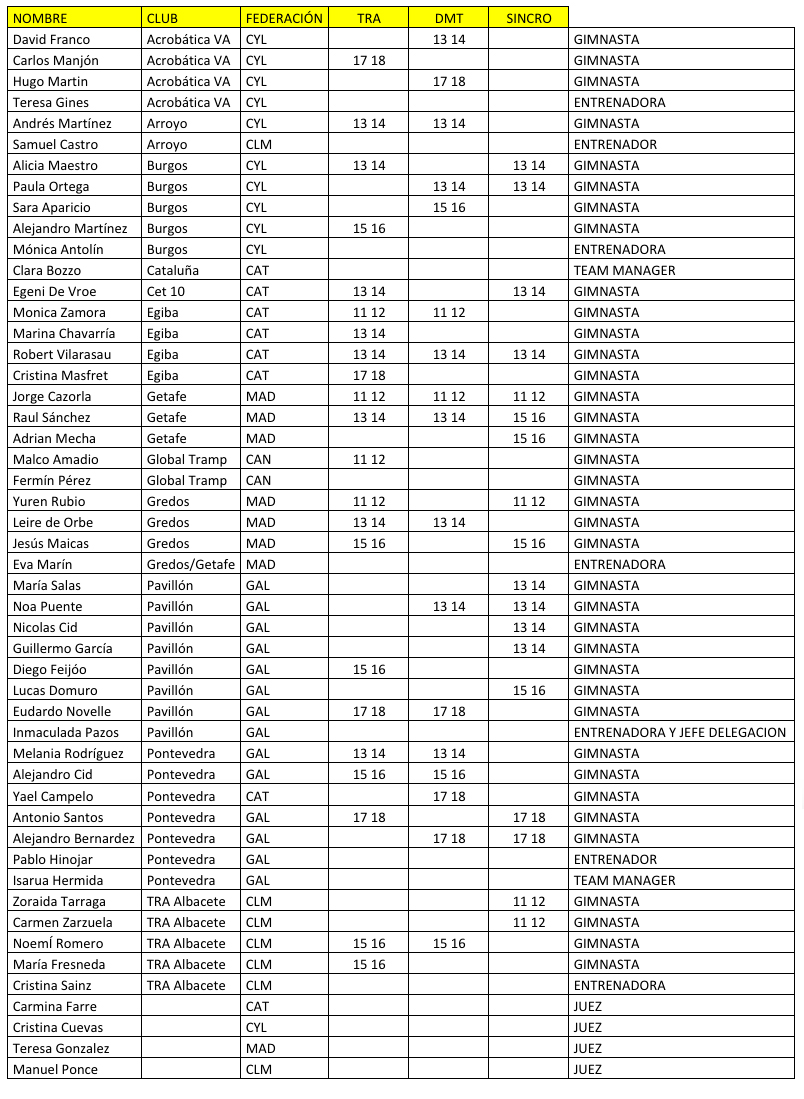 NOMBRE CLUB FEDERACIÓN TRA DMT SINCRO
David Franco Acrobática VA CYL 13 14 GIMNASTA
Carlos Manjón Acrobática VA CYL 17 18 GIMNASTA
Hugo Martin Acrobática VA CYL 17 18 GIMNASTA
Teresa Gines Acrobática VA CYL ENTRENADORA
Andrés Martínez Arroyo CYL 13 14 13 14 GIMNASTA
Samuel Castro Arroyo CLM ENTRENADOR
Alicia Maestro Burgos CYL 13 14 13 14 GIMNASTA
Paula Ortega Burgos CYL 13 14 13 14 GIMNASTA
Sara Aparicio Burgos CYL 15 16 GIMNASTA
Alejandro Martínez Burgos CYL 15 16 GIMNASTA
Mónica Antolín Burgos CYL ENTRENADORA
Clara Bozzo Cataluña CAT TEAM MANAGER
Egeni De Vroe Cet 10 CAT 13 14 13 14 GIMNASTA
Monica Zamora Egiba CAT 11 12 11 12 GIMNASTA
Marina Chavarría Egiba CAT 13 14 GIMNASTA
Robert Vilarasau Egiba CAT 13 14 13 14 13 14 GIMNASTA
Cristina Masfret Egiba CAT 17 18 GIMNASTA
Jorge Cazorla Getafe MAD 11 12 11 12 11 12 GIMNASTA
Raul Sánchez Getafe MAD 13 14 13 14 15 16 GIMNASTA
Adrian Mecha Getafe MAD 15 16 GIMNASTA
Malco Amadio Global Tramp CAN 11 12 GIMNASTA
Fermín Pérez Global Tramp CAN GIMNASTA
Yuren Rubio Gredos MAD 11 12 11 12 GIMNASTA
Leire de Orbe Gredos MAD 13 14 13 14 GIMNASTA
Jesús Maicas Gredos MAD 15 16 15 16 GIMNASTA
Eva Marín Gredos/Getafe MAD ENTRENADORA
María Salas Pavillón GAL 13 14 GIMNASTA
Noa Puente Pavillón GAL 13 14 13 14 GIMNASTA
Nicolas Cid Pavillón GAL 13 14 GIMNASTA
Guillermo García Pavillón GAL 13 14 GIMNASTA
Diego Feijóo Pavillón GAL 15 16 GIMNASTA
Lucas Domuro Pavillón GAL 15 16 GIMNASTA
Eudardo Novelle Pavillón GAL 17 18 17 18 GIMNASTA
Inmaculada Pazos Pavillón GAL ENTRENADORA Y JEFE DELEGACION
Melania Rodríguez Pontevedra GAL 13 14 13 14 GIMNASTA
Alejandro Cid Pontevedra GAL 15 16 15 16 GIMNASTA
Yael Campelo Pontevedra CAT 17 18 GIMNASTA
Antonio Santos Pontevedra GAL 17 18 17 18 GIMNASTA
Alejandro Bernardez Pontevedra GAL 17 18 17 18 GIMNASTA
Pablo Hinojar Pontevedra GAL ENTRENADOR
Isarua Hermida Pontevedra GAL TEAM MANAGER
Zoraida Tarraga TRA Albacete CLM 11 12 GIMNASTA
Carmen Zarzuela TRA Albacete CLM 11 12 GIMNASTA
NoemÍ Romero TRA Albacete CLM 15 16 15 16 GIMNASTA
María Fresneda TRA Albacete CLM 15 16 GIMNASTA
Cristina Sainz TRA Albacete CLM ENTRENADORA
Carmina Farre CAT JUEZ
Cristina Cuevas CYL JUEZ
Teresa Gonzalez MAD JUEZ
Manuel Ponce CLM JUEZ